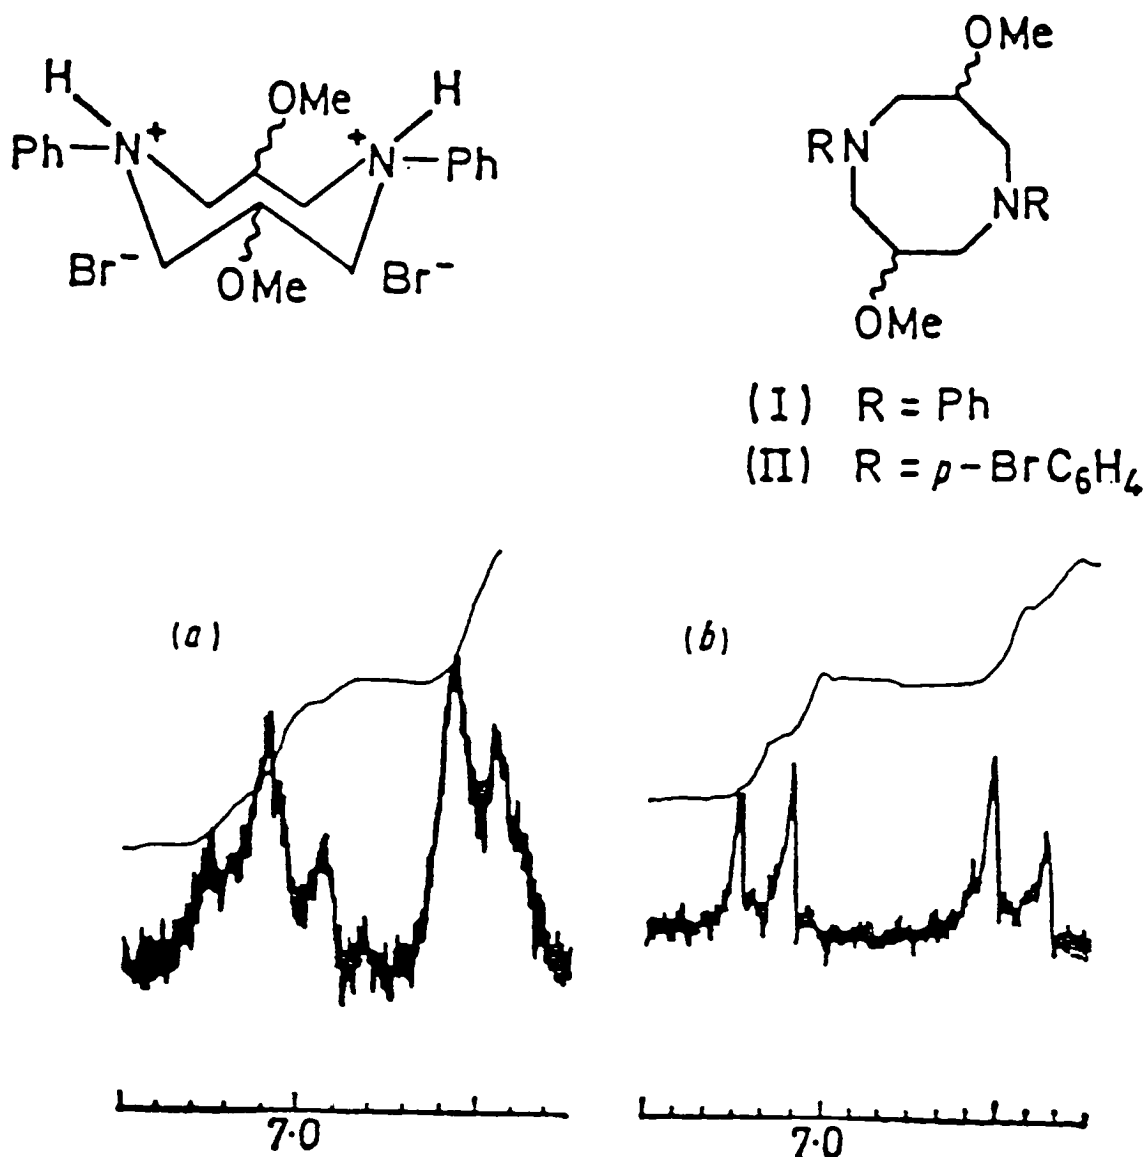 H
H
OMe
+
+
Ph
N
N
Ph
Br⁻
OMe
Br⁻
OMe
RN
NR
OMe
(I) R = Ph
(II) R = p-BrC₆H₄
(a)
(b)
7·0
7·0